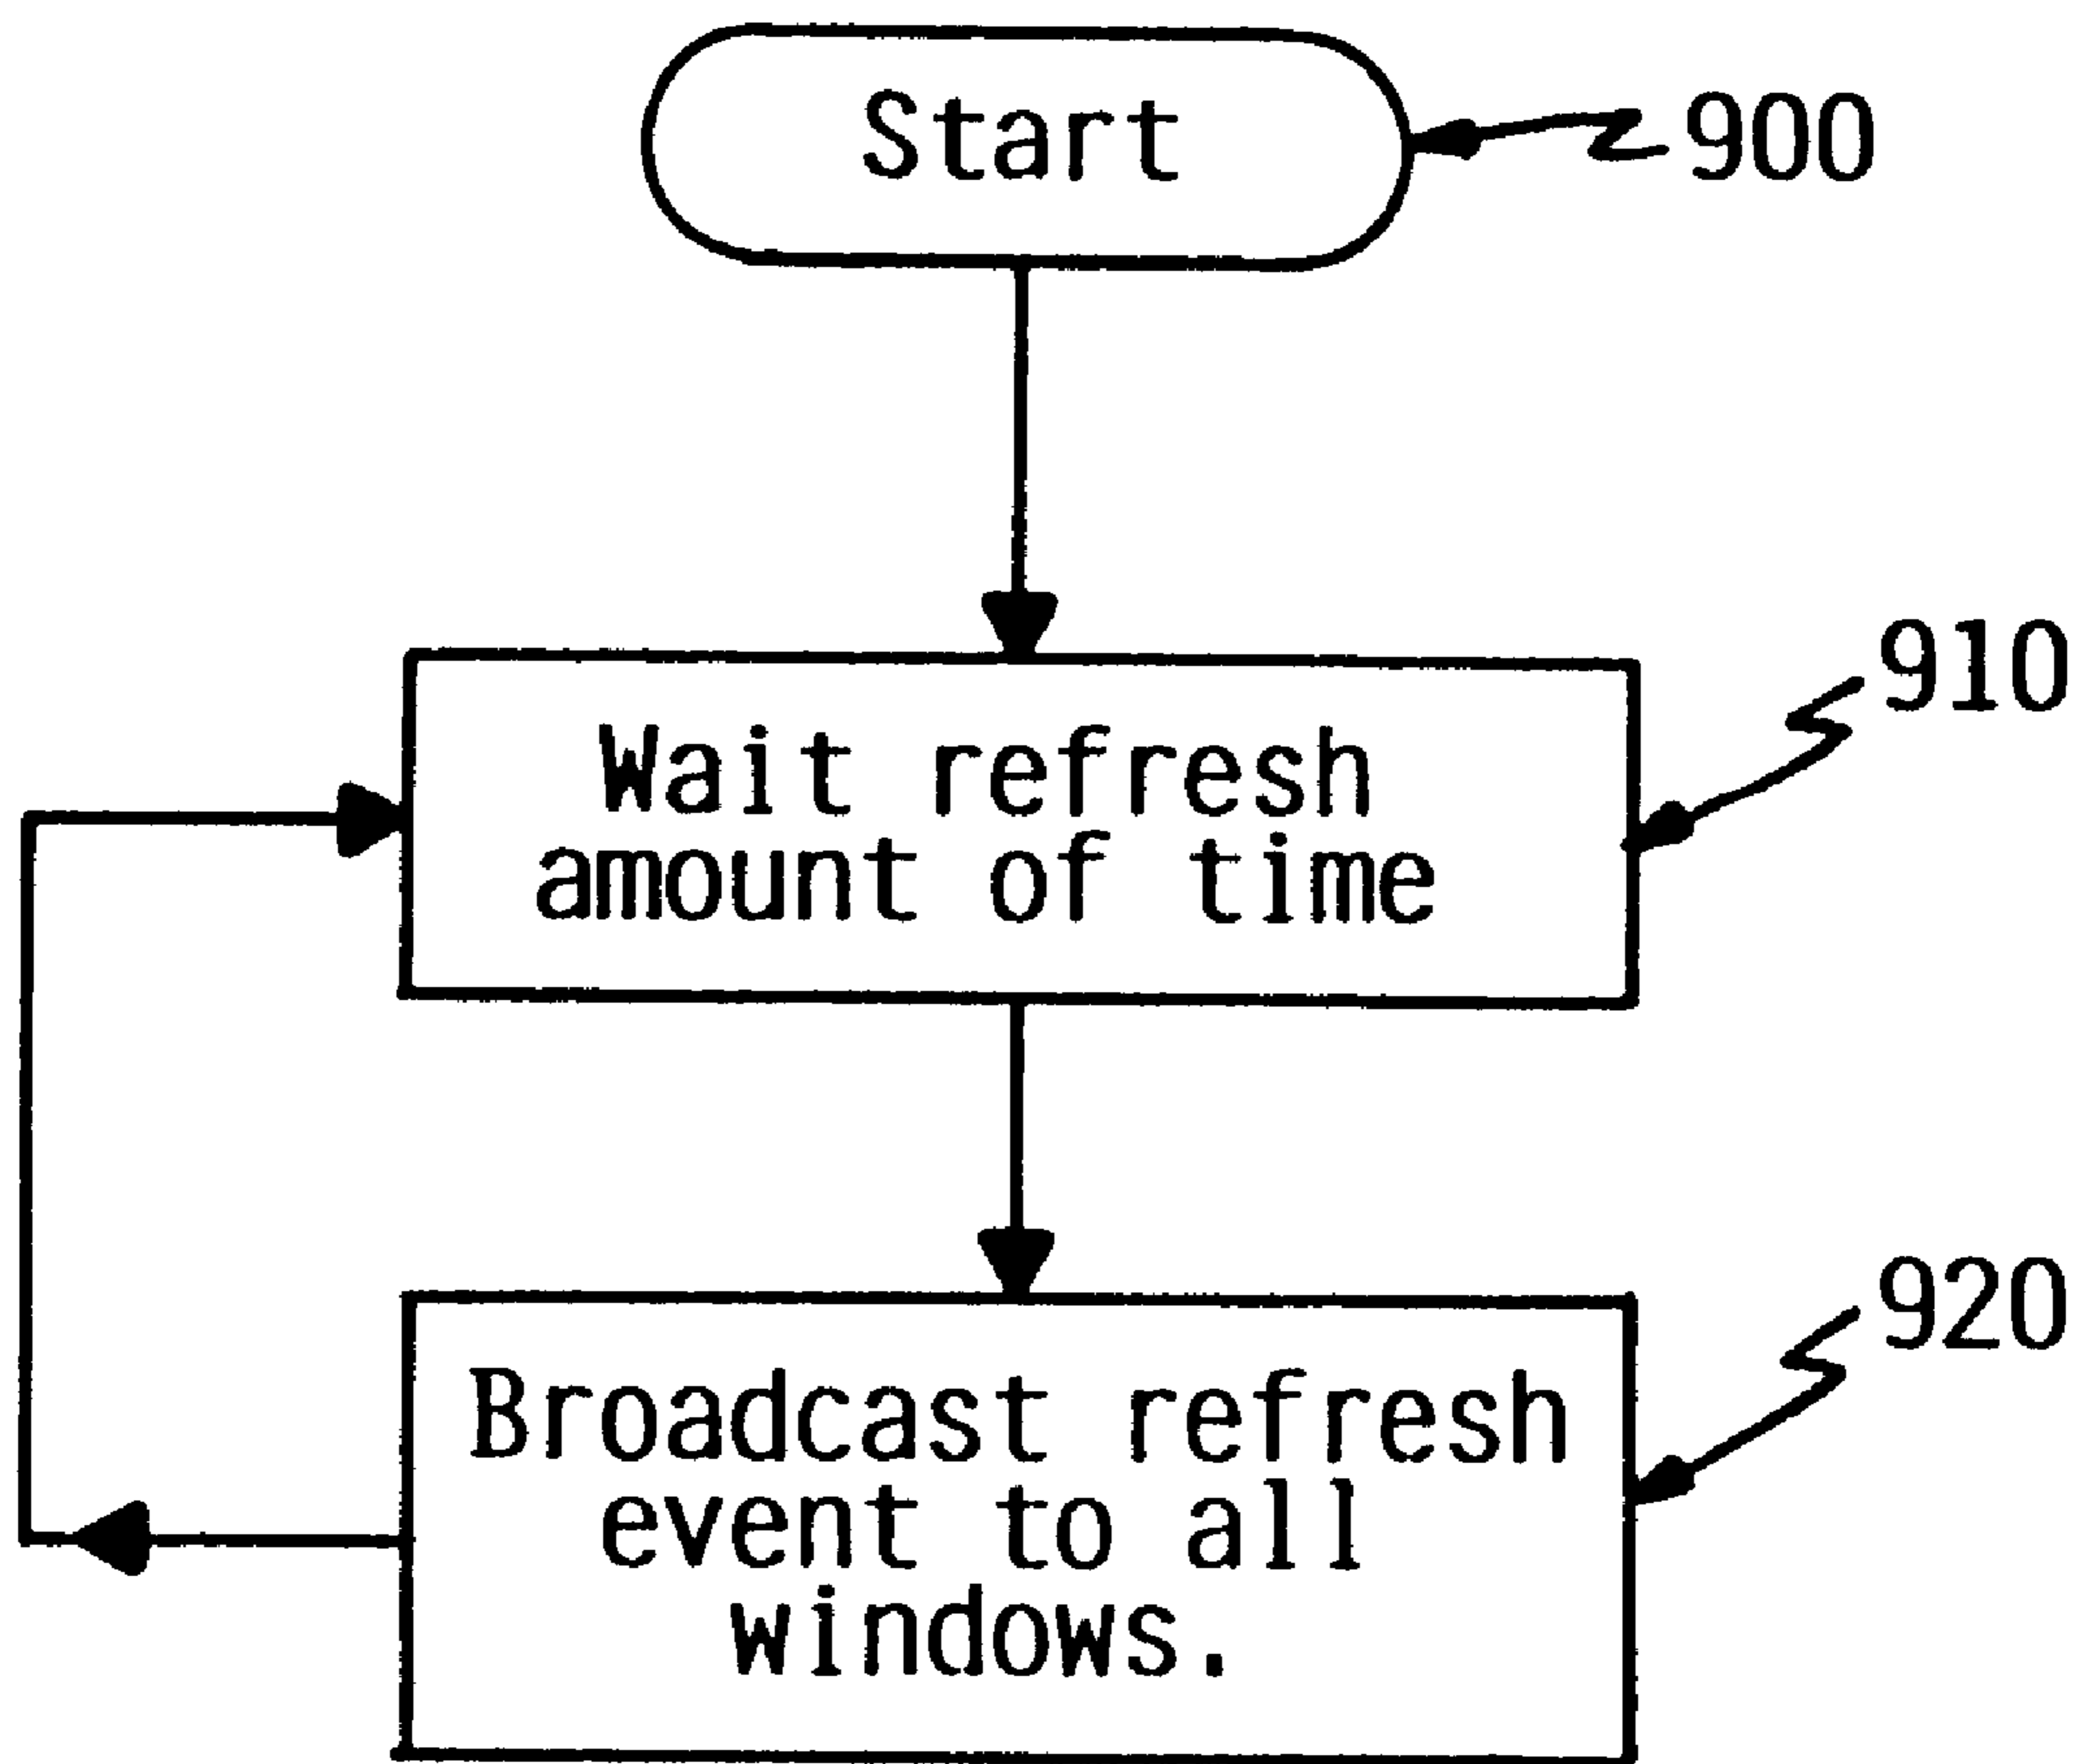 Start
900
910
Wait refresh
amount of time
920
Broadcast refresh
event to all
windows.